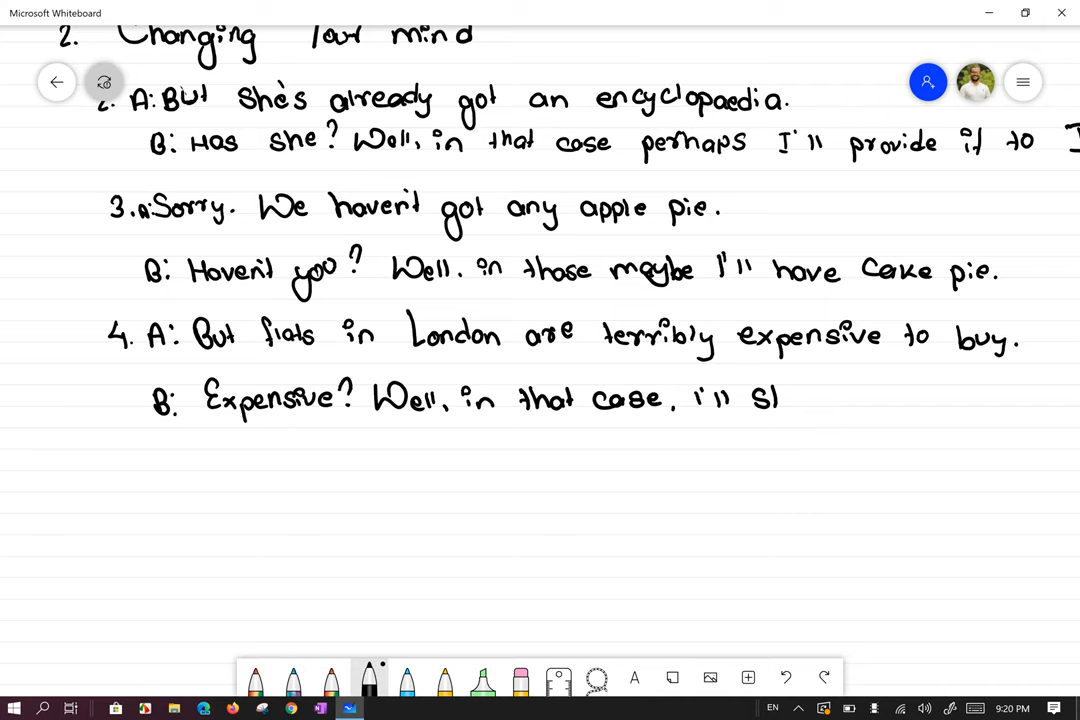 Microsoft Whiteboard
2. Changing Your mind
2. A: But She's already got an encyclopaedia.
B: Has she? Well, in that case perhaps I'll provide it to I
3. A: Sorry. We haven't got any apple pie.
B: Haven't you? Well, in those maybe I'll have Cake pie.
4. A: But flats in London are terribly expensive to buy.
B: Expensive? Well, in that case, I'll Sh
A
EN
9:20 PM